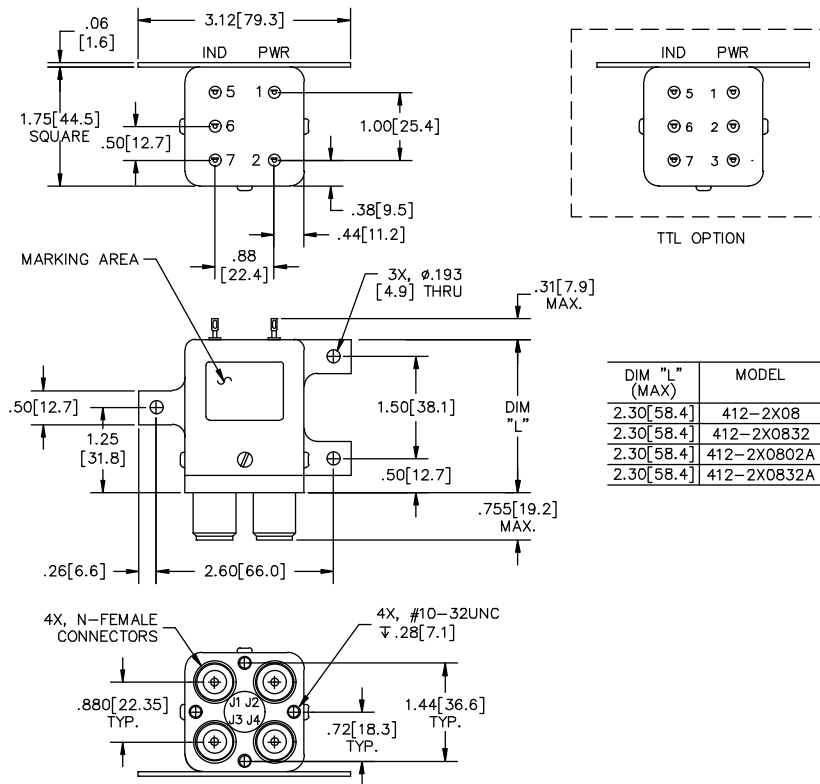 3.12[79.3]
.06
[1.6]
IND PWR
5 1
6
7 2
1.75[44.5]
SQUARE
.50[12.7]
1.00[25.4]
.38[9.5]
.44[11.2]
.88
[22.4]
IND PWR
5 1
6 2
7 3
TTL OPTION
MARKING AREA
3X, ø.193
[4.9] THRU
.31[7.9]
MAX.
.50[12.7]
1.25
[31.8]
1.50[38.1]
DIM
"L"
.50[12.7]
.755[19.2]
MAX.
.26[6.6]
2.60[66.0]
DIM "L"
(MAX) MODEL
2.30[58.4] 412-2X08
2.30[58.4] 412-2X0832
2.30[58.4] 412-2X0802A
2.30[58.4] 412-2X0832A
4X, N-FEMALE
CONNECTORS
4X, #10-32UNC
↧.28[7.1]
J1 J2
J3 J4
.880[22.35]
TYP.
1.44[36.6]
TYP.
.72[18.3]
TYP.